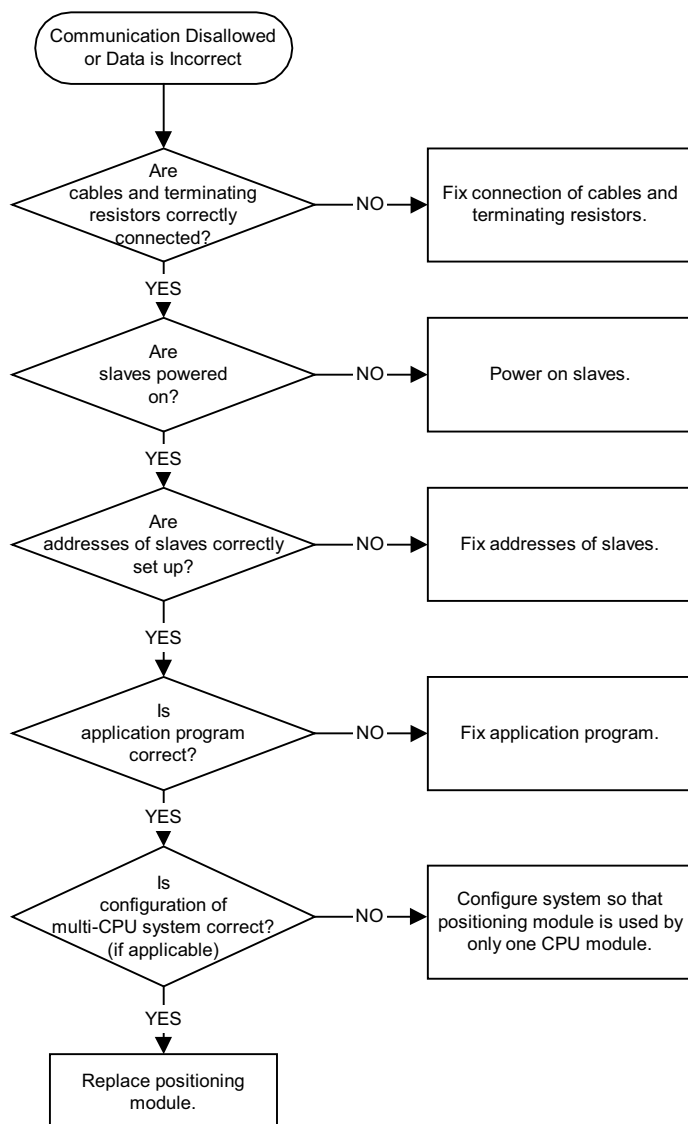 Communication Disallowed
or Data is Incorrect
Are
cables and terminating
resistors correctly
connected?
NO
Fix connection of cables and
terminating resistors.
YES
Are
slaves powered
on?
NO
Power on slaves.
YES
Are
addresses of slaves correctly
set up?
NO
Fix addresses of slaves.
YES
Is
application program
correct?
NO
Fix application program.
YES
Is
configuration of
multi-CPU system correct?
(if applicable)
NO
Configure system so that
positioning module is used by
only one CPU module.
YES
Replace positioning
module.